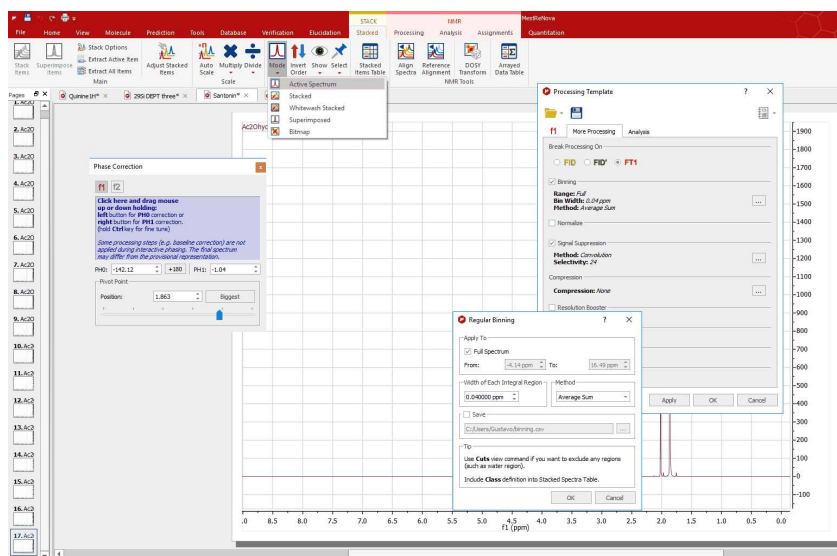 STACK
NMR
MestReNova
File Home View Molecule Prediction Tools Database Verification Elucidation Stacked Processing Analysis Assignments Quantitation
Stack Items
Superimpose Items
Stack Options
Extract Active Item
Extract All Items
Adjust Stacked Items
Auto Scale
Multiply
Divide
Mode
Invert Order
Show
Select
Stacked Items Table
Align Spectra
Reference Alignment
DOSY Transform
Arrayed Data Table
Main
Scale
NMR Tools
Active Spectrum
Stacked
Whitewash Stacked
Superimposed
Bitmap
Pages
Quinine1H*
29Si DEPT three*
Santonin*
1. Ac2O
2. Ac2O
3. Ac2O
4. Ac2O
5. Ac2O
6. Ac2O
7. Ac2O
8. Ac2O
9. Ac2O
10. Ac2
11. Ac2
12. Ac2
13. Ac2
14. Ac2
15. Ac2
16. Ac2
17. Ac2
Ac2Ohyd
Phase Correction
f1 f2
Click here and drag mouse
up or down holding:
left button for PH0 correction or
right button for PH1 correction.
(hold Ctrl key for fine tune)
Some processing steps (e.g. baseline correction) are not
applied during interactive phasing. The final spectrum
may differ from the provisional representation.
PH0: -142.12 +180 PH1: -1.04
Pivot Point
Position: 1.863 Biggest
Processing Template ? X
f1 More Processing Analysis
Break Processing On
FID FID' FT1
Binning
Range: Full
Bin Width: 0.04 ppm
Method: Average Sum
...
Normalize
Signal Suppression
Method: Convolution
Selectivity: 24
...
Compression
Compression: None
...
Resolution Booster
Apply OK Cancel
Regular Binning ? X
Apply To
Full Spectrum
From: -4.14 ppm To: 16.49 ppm
Width of Each Integral Region
0.040000 ppm
Method
Average Sum
Save
C:/Users/Gustavo/binning.csv ...
Tip
Use Cuts view command if you want to exclude any regions
(such as water region).
Include Class definition into Stacked Spectra Table.
OK Cancel
1900
1800
1700
1600
1500
1400
1300
1200
1100
1000
900
800
700
600
500
400
300
200
100
0
-100
.0 8.5 8.0 7.5 7.0 6.5 6.0 5.5 5.0 4.5 4.0 3.5 3.0 2.5 2.0 1.5 1.0 0.5 0.0
f1 (ppm)